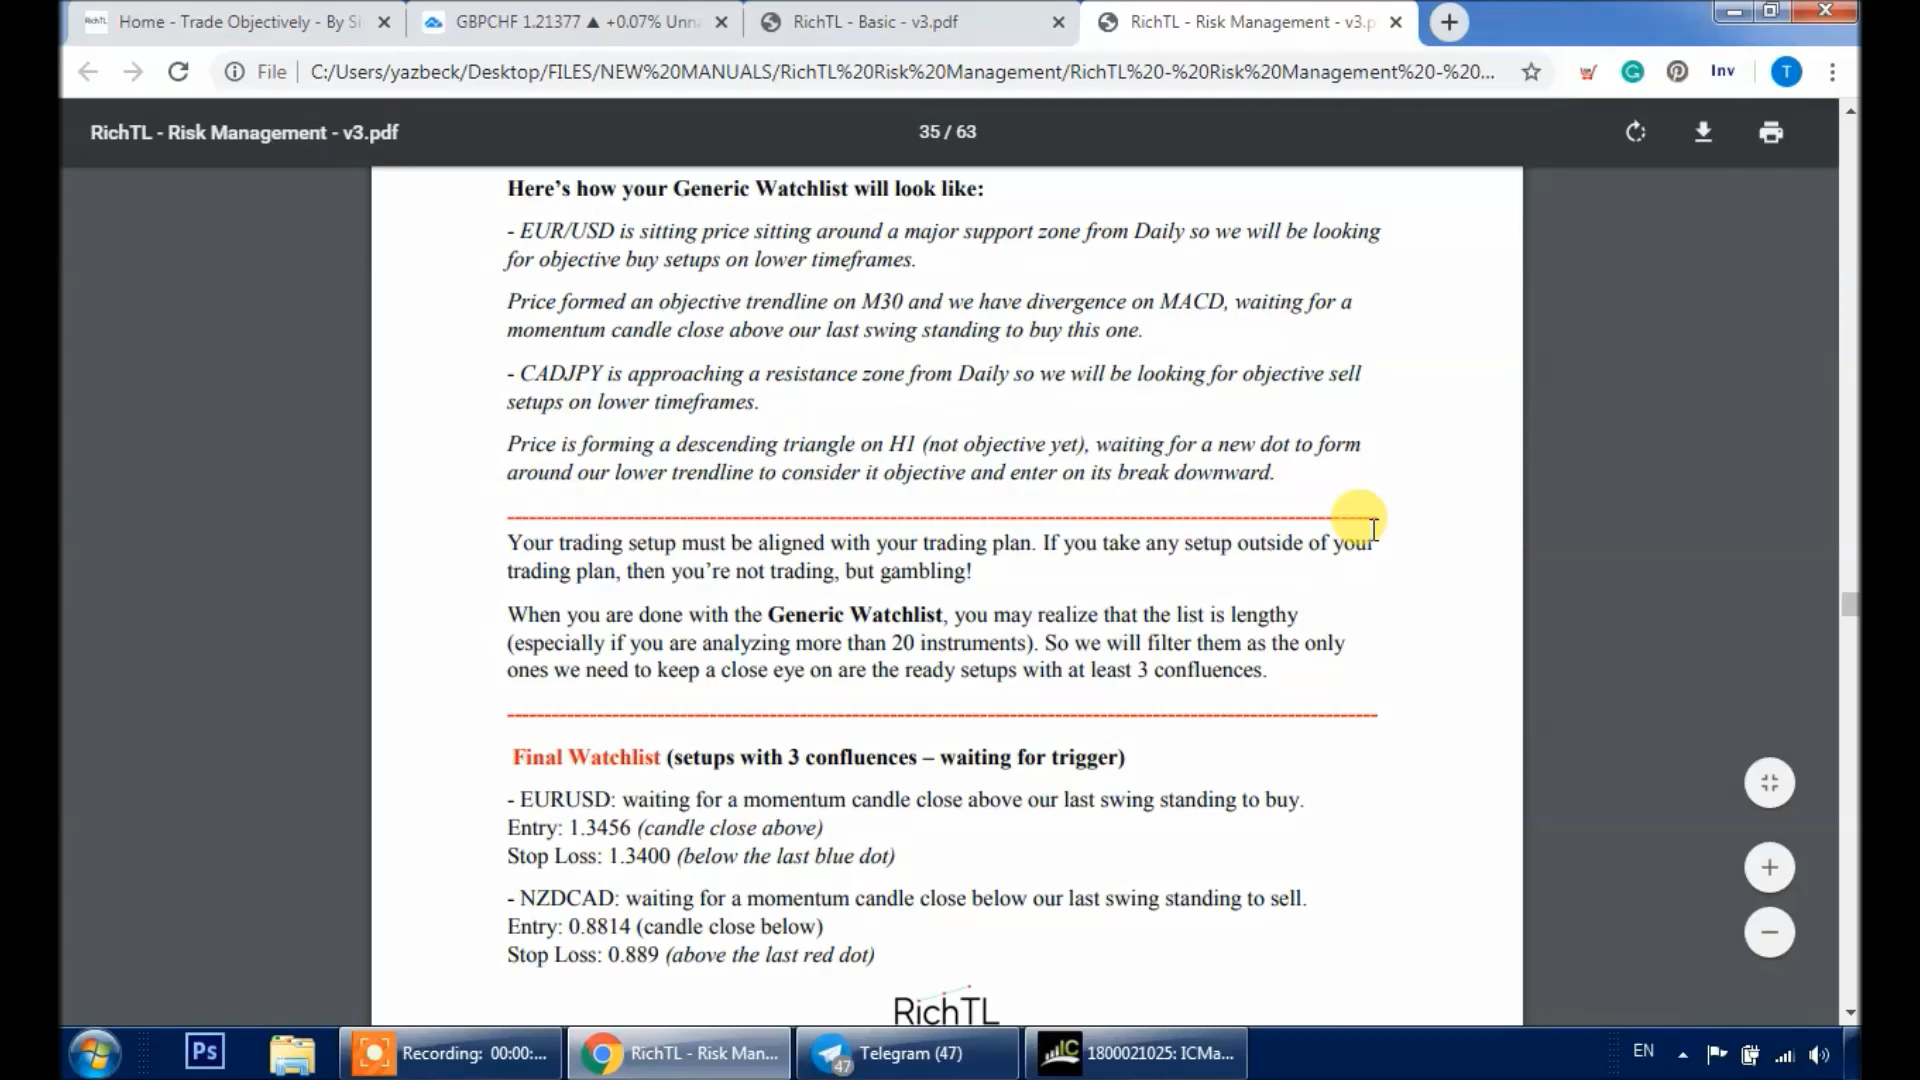 Home - Trade Objectively - By Si
GBPCHF 1.21377 ▲ +0.07% Unna
RichTL - Basic - v3.pdf
RichTL - Risk Management - v3.p
File
C:/Users/yazbeck/Desktop/FILES/NEW%20MANUALS/RichTL%20Risk%20Management/RichTL%20-%20Risk%20Management%20-%20...
Inv
T
RichTL - Risk Management - v3.pdf
35 / 63
Here’s how your Generic Watchlist will look like:
- EUR/USD is sitting price sitting around a major support zone from Daily so we will be looking
for objective buy setups on lower timeframes.
Price formed an objective trendline on M30 and we have divergence on MACD, waiting for a
momentum candle close above our last swing standing to buy this one.
- CADJPY is approaching a resistance zone from Daily so we will be looking for objective sell
setups on lower timeframes.
Price is forming a descending triangle on H1 (not objective yet), waiting for a new dot to form
around our lower trendline to consider it objective and enter on its break downward.
Your trading setup must be aligned with your trading plan. If you take any setup outside of your
trading plan, then you’re not trading, but gambling!
When you are done with the Generic Watchlist, you may realize that the list is lengthy
(especially if you are analyzing more than 20 instruments). So we will filter them as the only
ones we need to keep a close eye on are the ready setups with at least 3 confluences.
Final Watchlist (setups with 3 confluences – waiting for trigger)
- EURUSD: waiting for a momentum candle close above our last swing standing to buy.
Entry: 1.3456 (candle close above)
Stop Loss: 1.3400 (below the last blue dot)
- NZDCAD: waiting for a momentum candle close below our last swing standing to sell.
Entry: 0.8814 (candle close below)
Stop Loss: 0.889 (above the last red dot)
RichTL
Ps
Recording: 00:00:...
RichTL - Risk Man...
47
Telegram (47)
IC
1800021025: ICMa...
EN